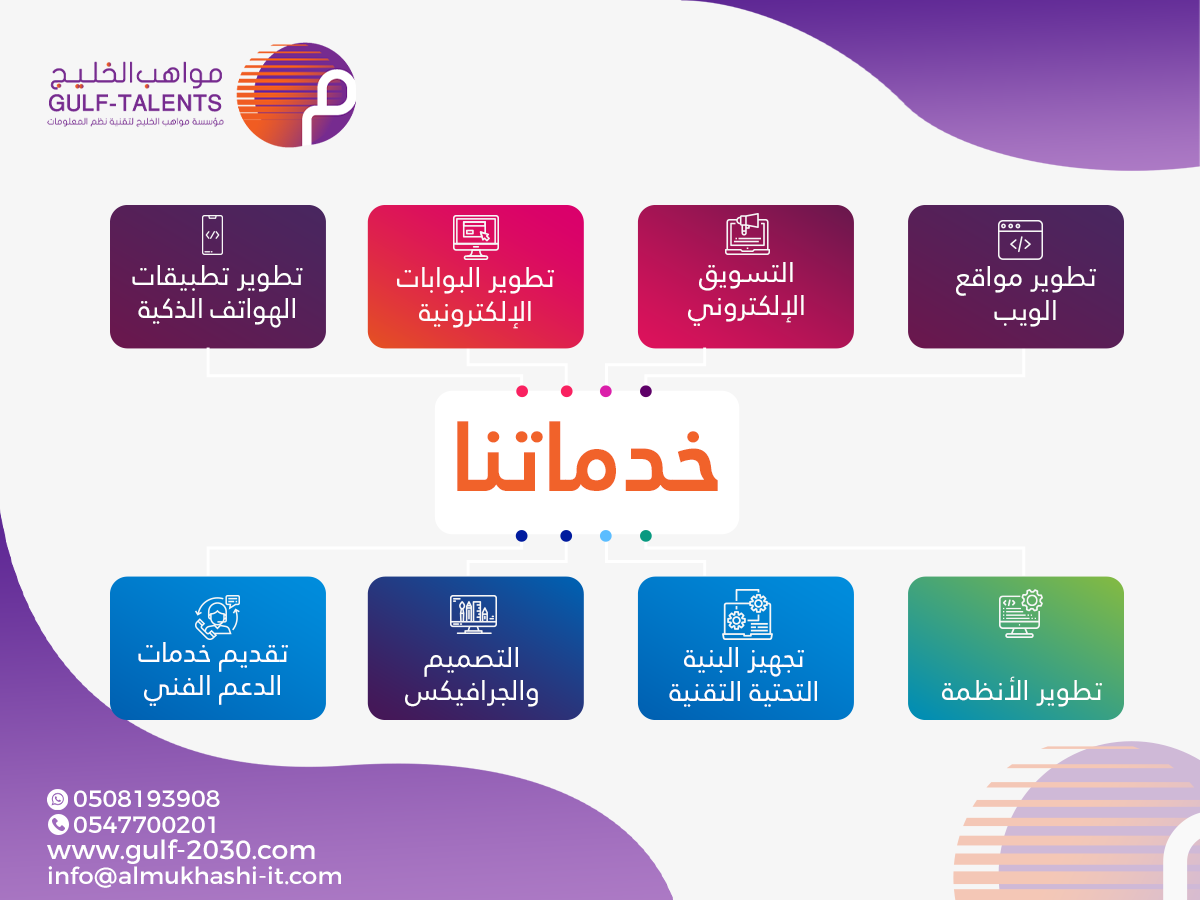 مواهب الخليج
GULF-TALENTS
مؤسسة مواهب الخليج لتقنية نظم المعلومات
تطوير مواقع
الويب
التسويق
الإلكتروني
تطوير البوابات
الإلكترونية
تطوير تطبيقات
الهواتف الذكية
خدماتنا
تطوير الأنظمة
تجهيز البنية
التحتية التقنية
التصميم
والجرافيكس
تقديم خدمات
الدعم الفني
0508193908
0547700201
www.gulf-2030.com
info@almukhashi-it.com